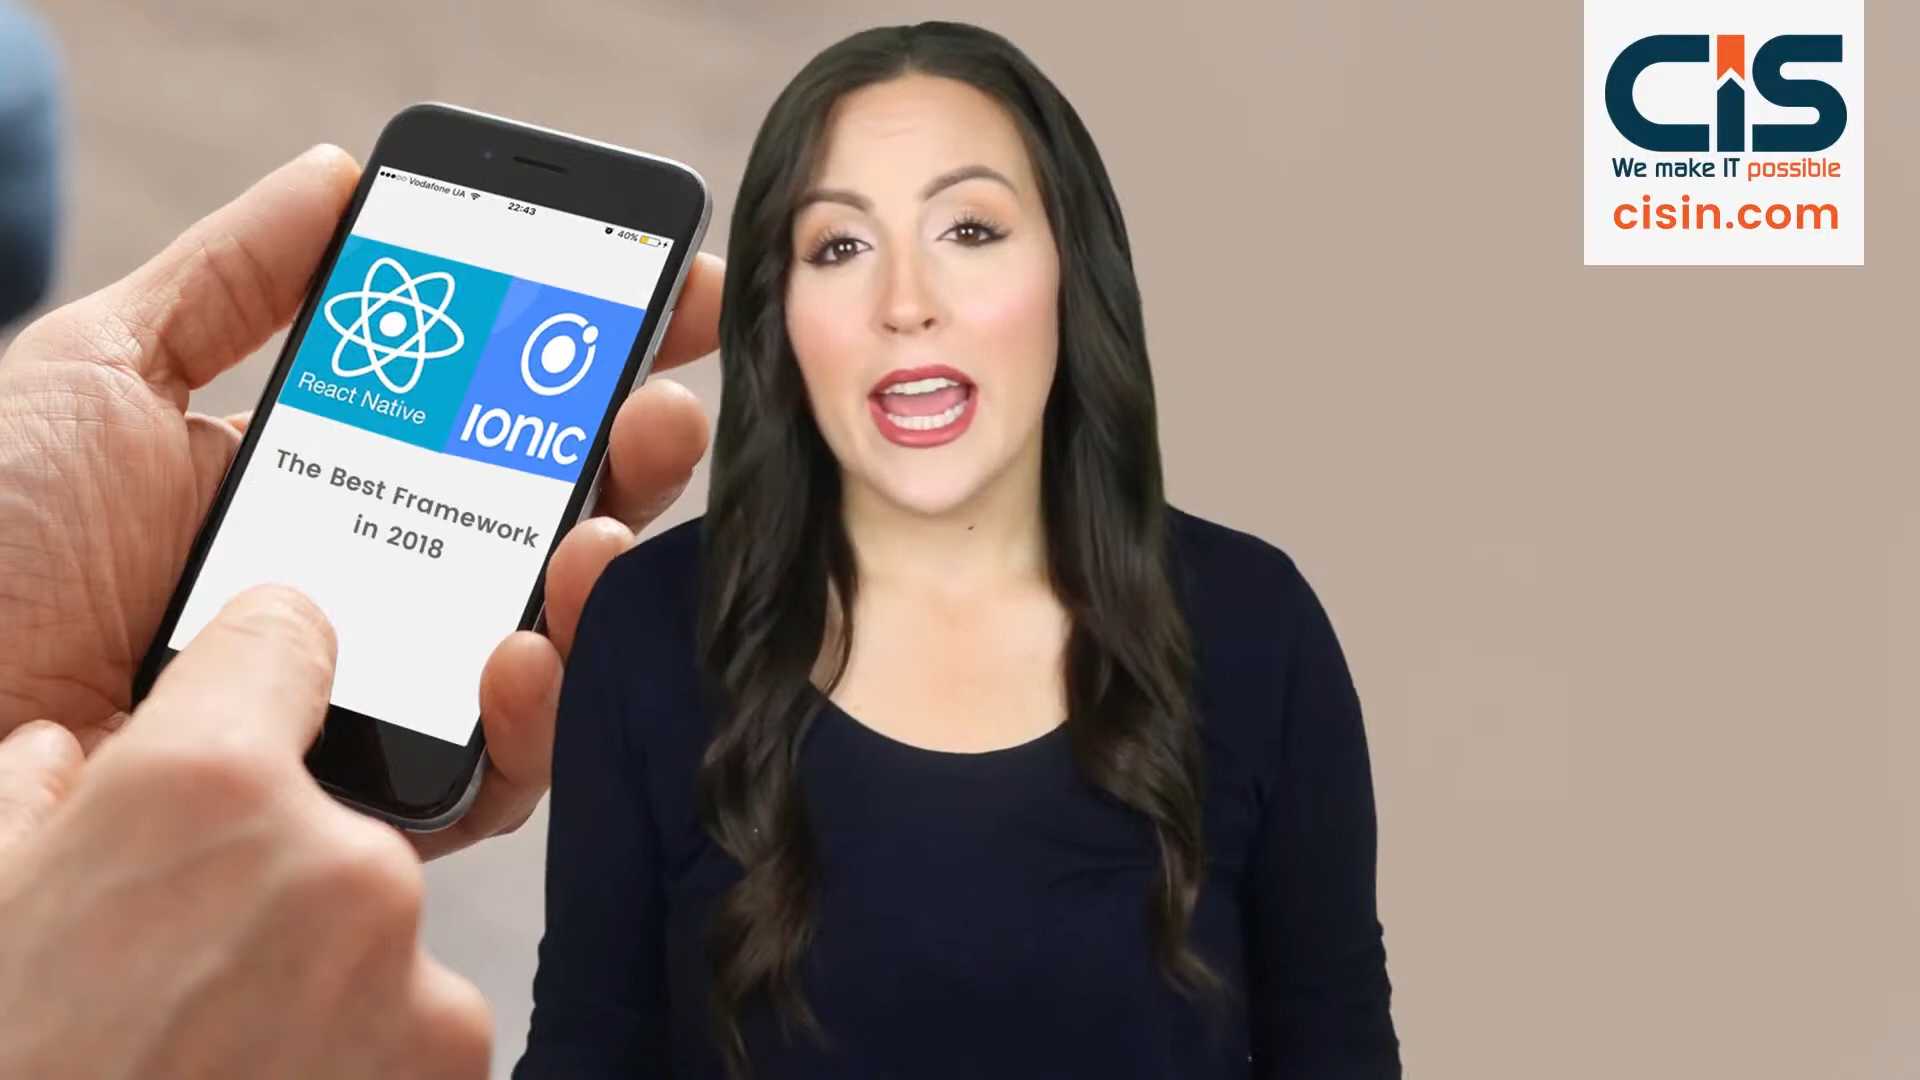 Vodafone UA
22:43
40%
React Native
IONIC
The Best Framework
in 2018
CIS
We make IT possible
cisin.com